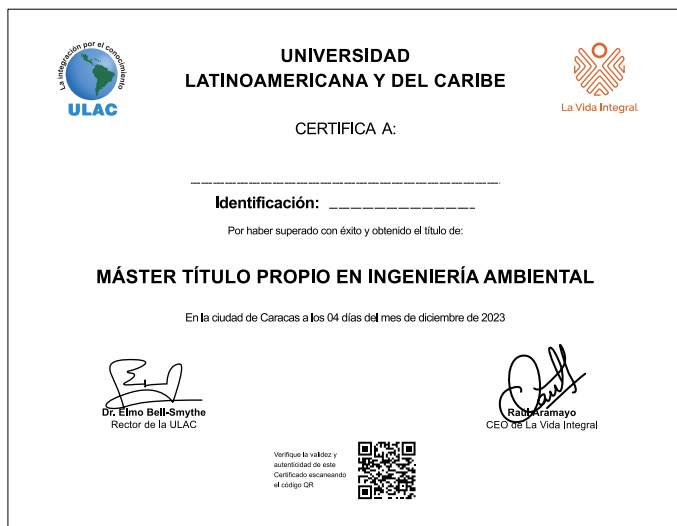 La integración por el conocimiento
ULAC
UNIVERSIDAD
LATINOAMERICANA Y DEL CARIBE
La Vida Integral
CERTIFICA A:
Identificación:
Por haber superado con éxito y obtenido el título de:
MÁSTER TÍTULO PROPIO EN INGENIERÍA AMBIENTAL
En la ciudad de Caracas a los 04 días del mes de diciembre de 2023
Dr. Elmo Bell-Smythe
Rector de la ULAC
Raúl Aramayo
CEO de La Vida Integral
Verifique la validez y
autenticidad de este
Certificado escaneando
el código QR